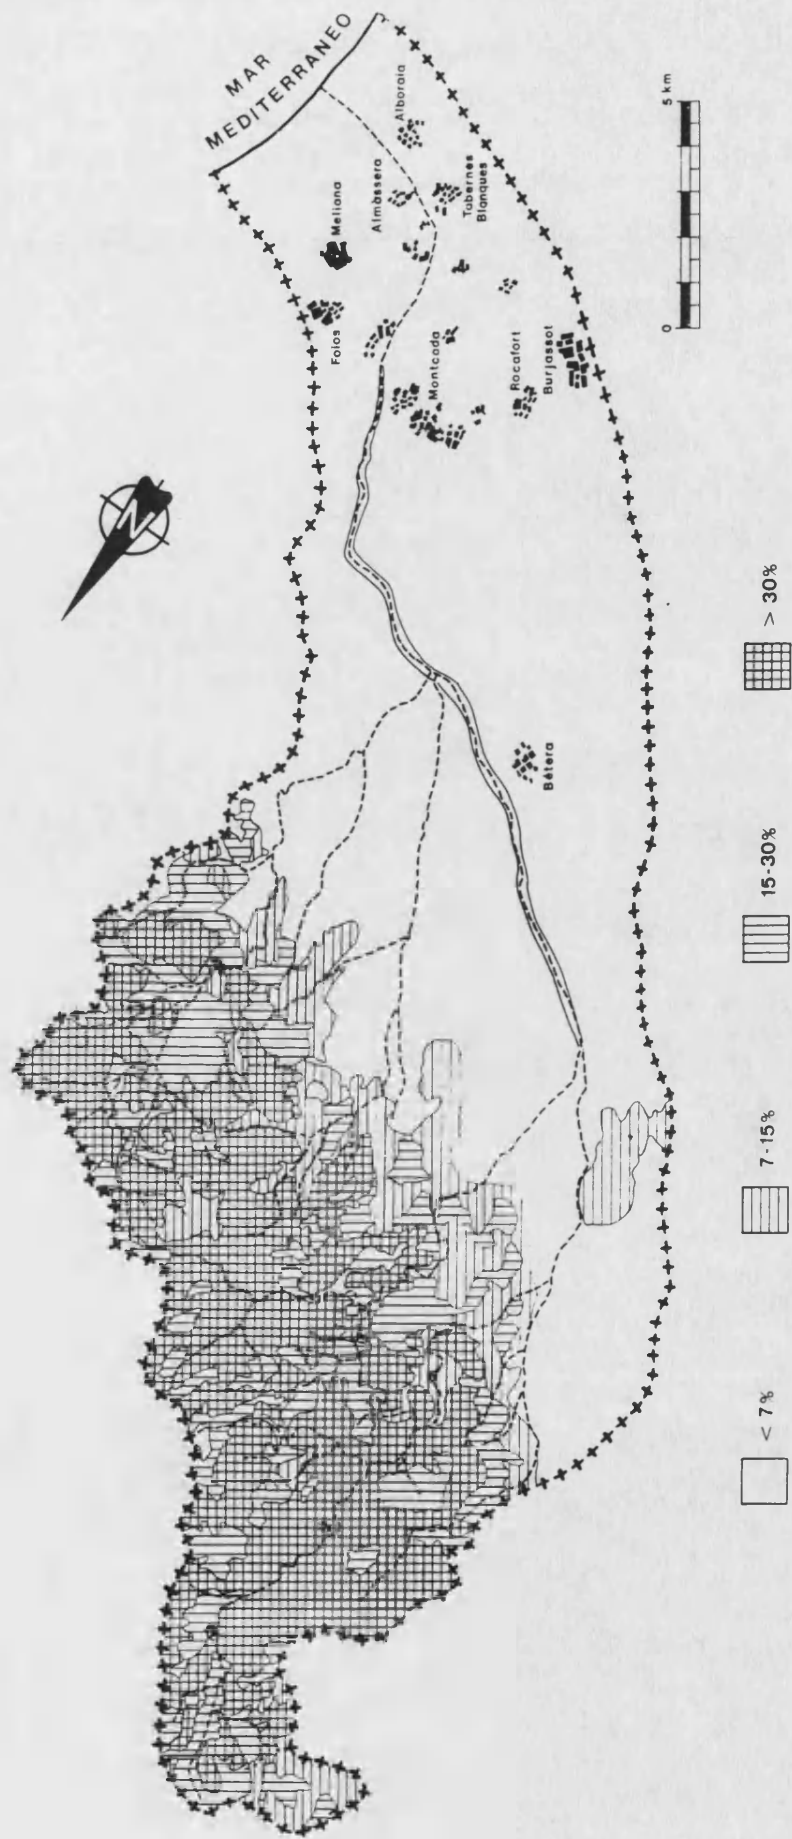 MAR
MEDITERRANEO
Alboraia
Almàssera
Tabernes
Blanques
Meliana
Foios
Montcada
Rocafort
Burjassot
Bétera
N
0
5 km
< 7%
7-15%
15-30%
> 30%